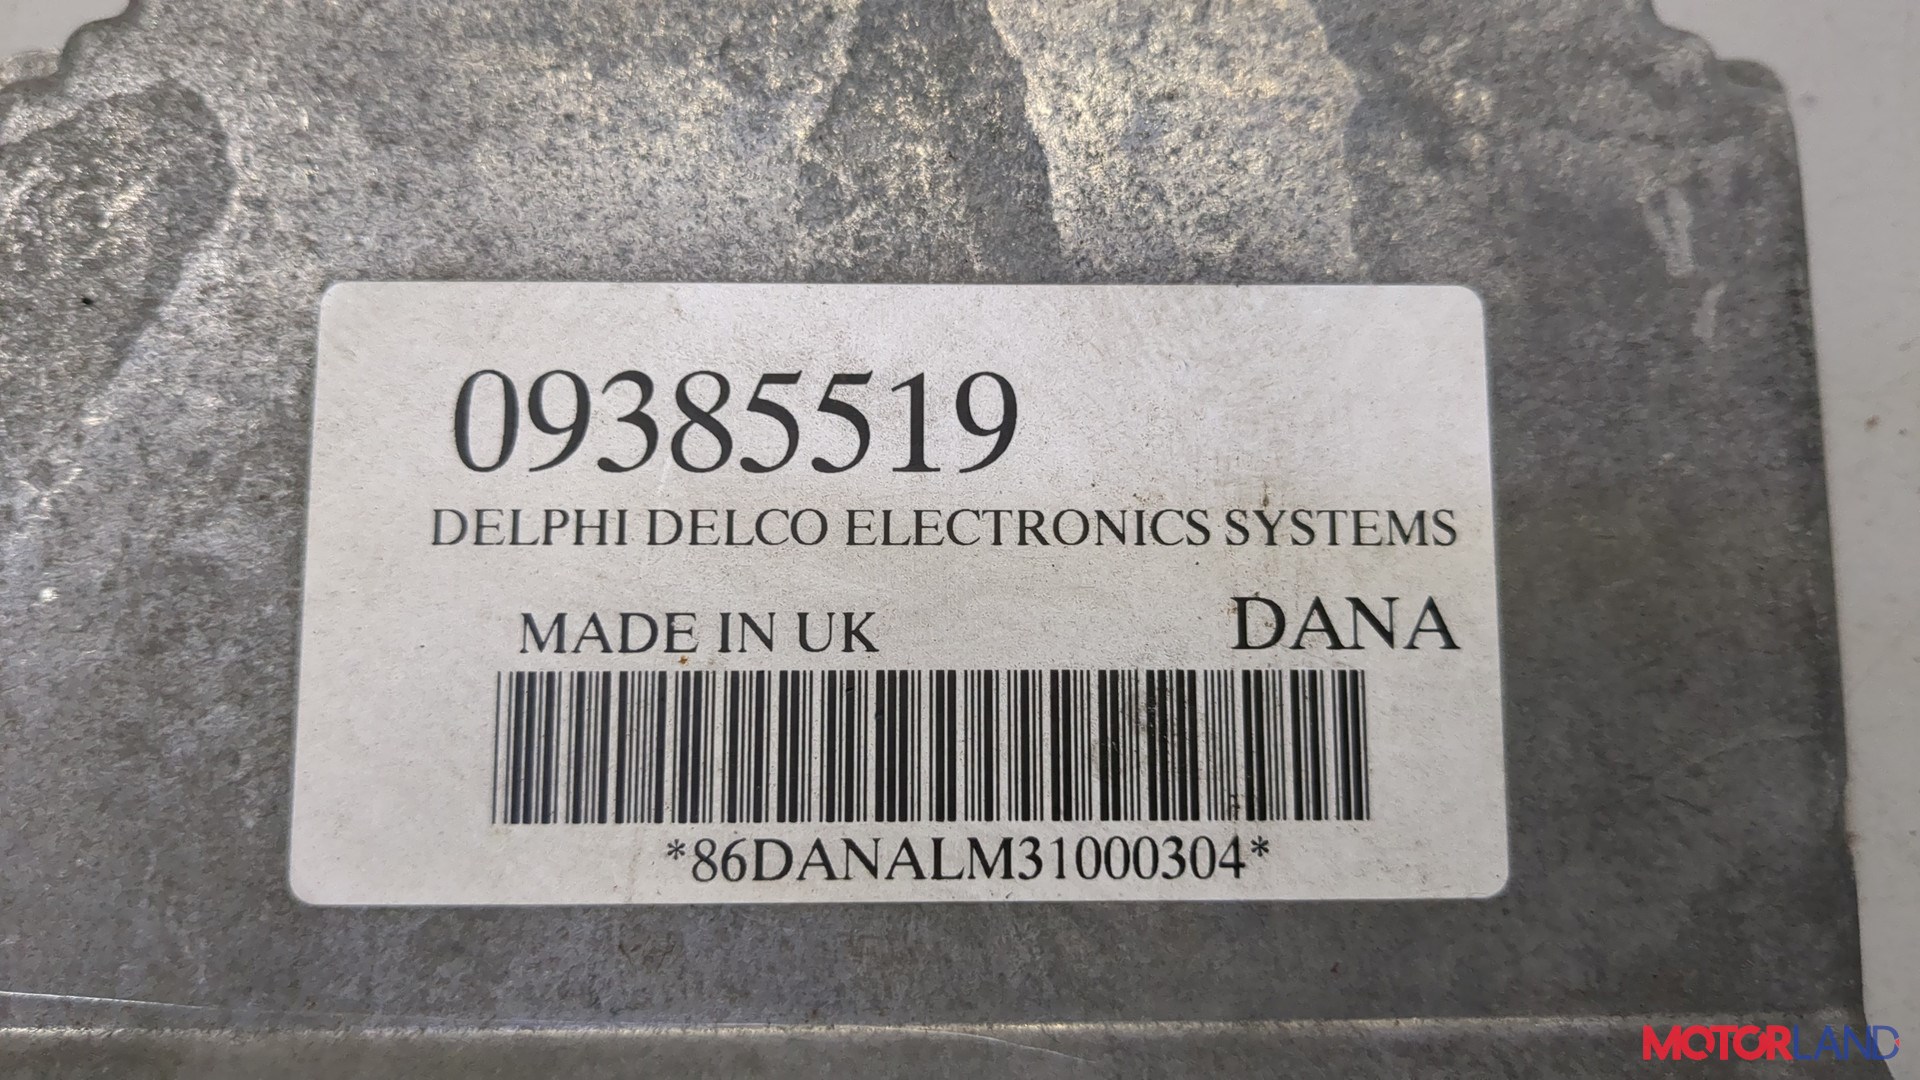 09385519
DELPHI DELCO ELECTRONICS SYSTEMS
MADE IN UK DANA
*86DANALM31000304*
MOTORLAND